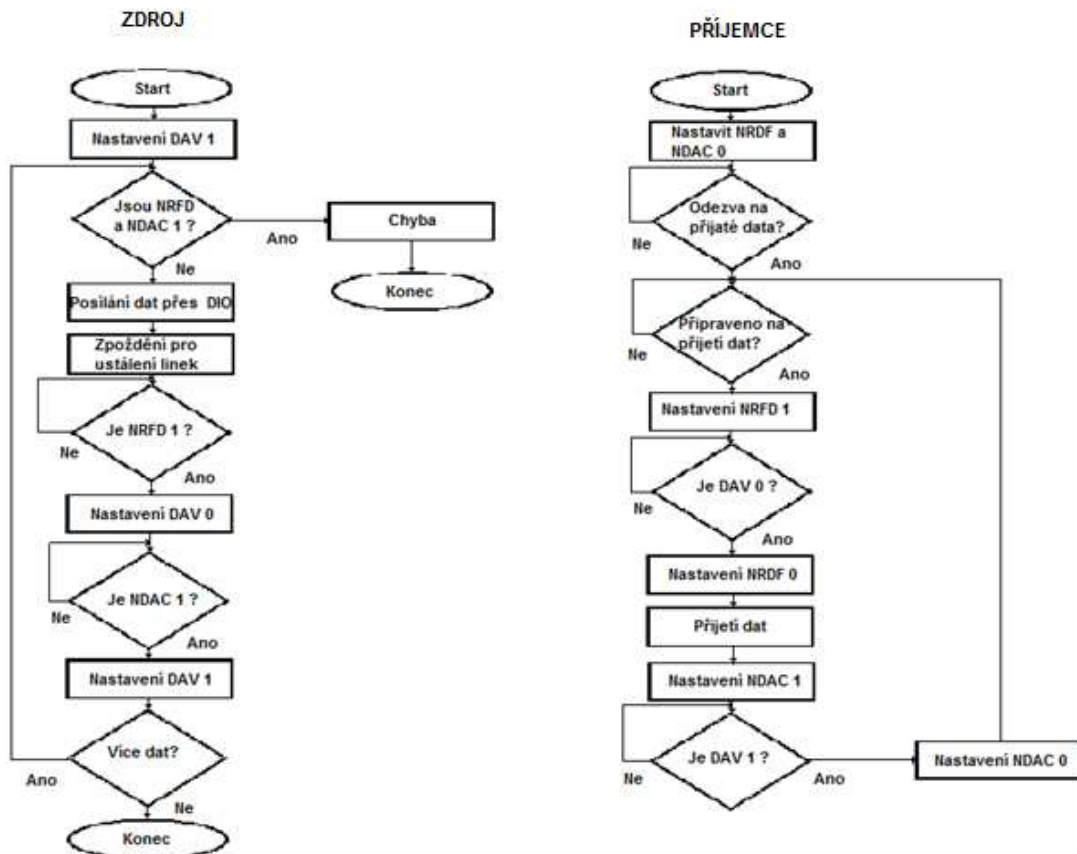 ZDROJ
Start
Nastavení DAV 1
Jsou NRFD
a NDAC 1 ?
Ano
Ne
Chyba
Konec
Posílání dat přes DIO
Zpoždění pro
ustálení linek
Je NRFD 1 ?
Ne
Ano
Nastavení DAV 0
Je NDAC 1 ?
Ne
Ano
Nastavení DAV 1
Více dat?
Ano
Ne
Konec
PŘÍJEMCE
Start
Nastavit NRDF a
NDAC 0
Odezva na
přijaté data?
Ne
Ano
Připraveno na
přijetí dat?
Ne
Ano
Nastavení NRFD 1
Je DAV 0 ?
Ne
Ano
Nastavení NRDF 0
Přijetí dat
Nastavení NDAC 1
Je DAV 1 ?
Ne
Ano
Nastavení NDAC 0